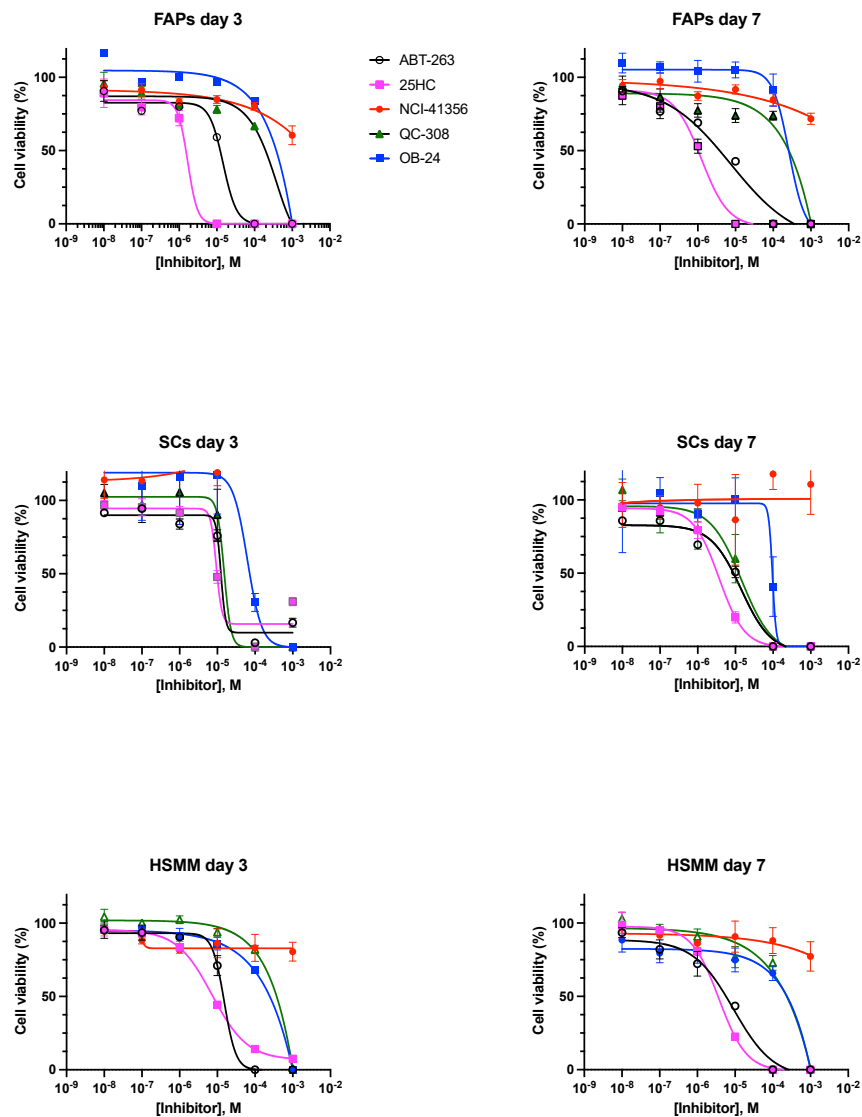 FAPs day 3
Cell viability (%)
100
50
0
10-9 10-8 10-7 10-6 10-5 10-4 10-3 10-2
[Inhibitor], M
ABT-263
25HC
NCI-41356
QC-308
OB-24
FAPs day 7
Cell viability (%)
100
50
0
10-9 10-8 10-7 10-6 10-5 10-4 10-3 10-2
[Inhibitor], M
SCs day 3
Cell viability (%)
100
50
0
10-9 10-8 10-7 10-6 10-5 10-4 10-3 10-2
[Inhibitor], M
SCs day 7
Cell viability (%)
100
50
0
10-9 10-8 10-7 10-6 10-5 10-4 10-3 10-2
[Inhibitor], M
HSMM day 3
Cell viability (%)
100
50
0
10-9 10-8 10-7 10-6 10-5 10-4 10-3 10-2
[Inhibitor], M
HSMM day 7
Cell viability (%)
100
50
0
10-9 10-8 10-7 10-6 10-5 10-4 10-3 10-2
[Inhibitor], M